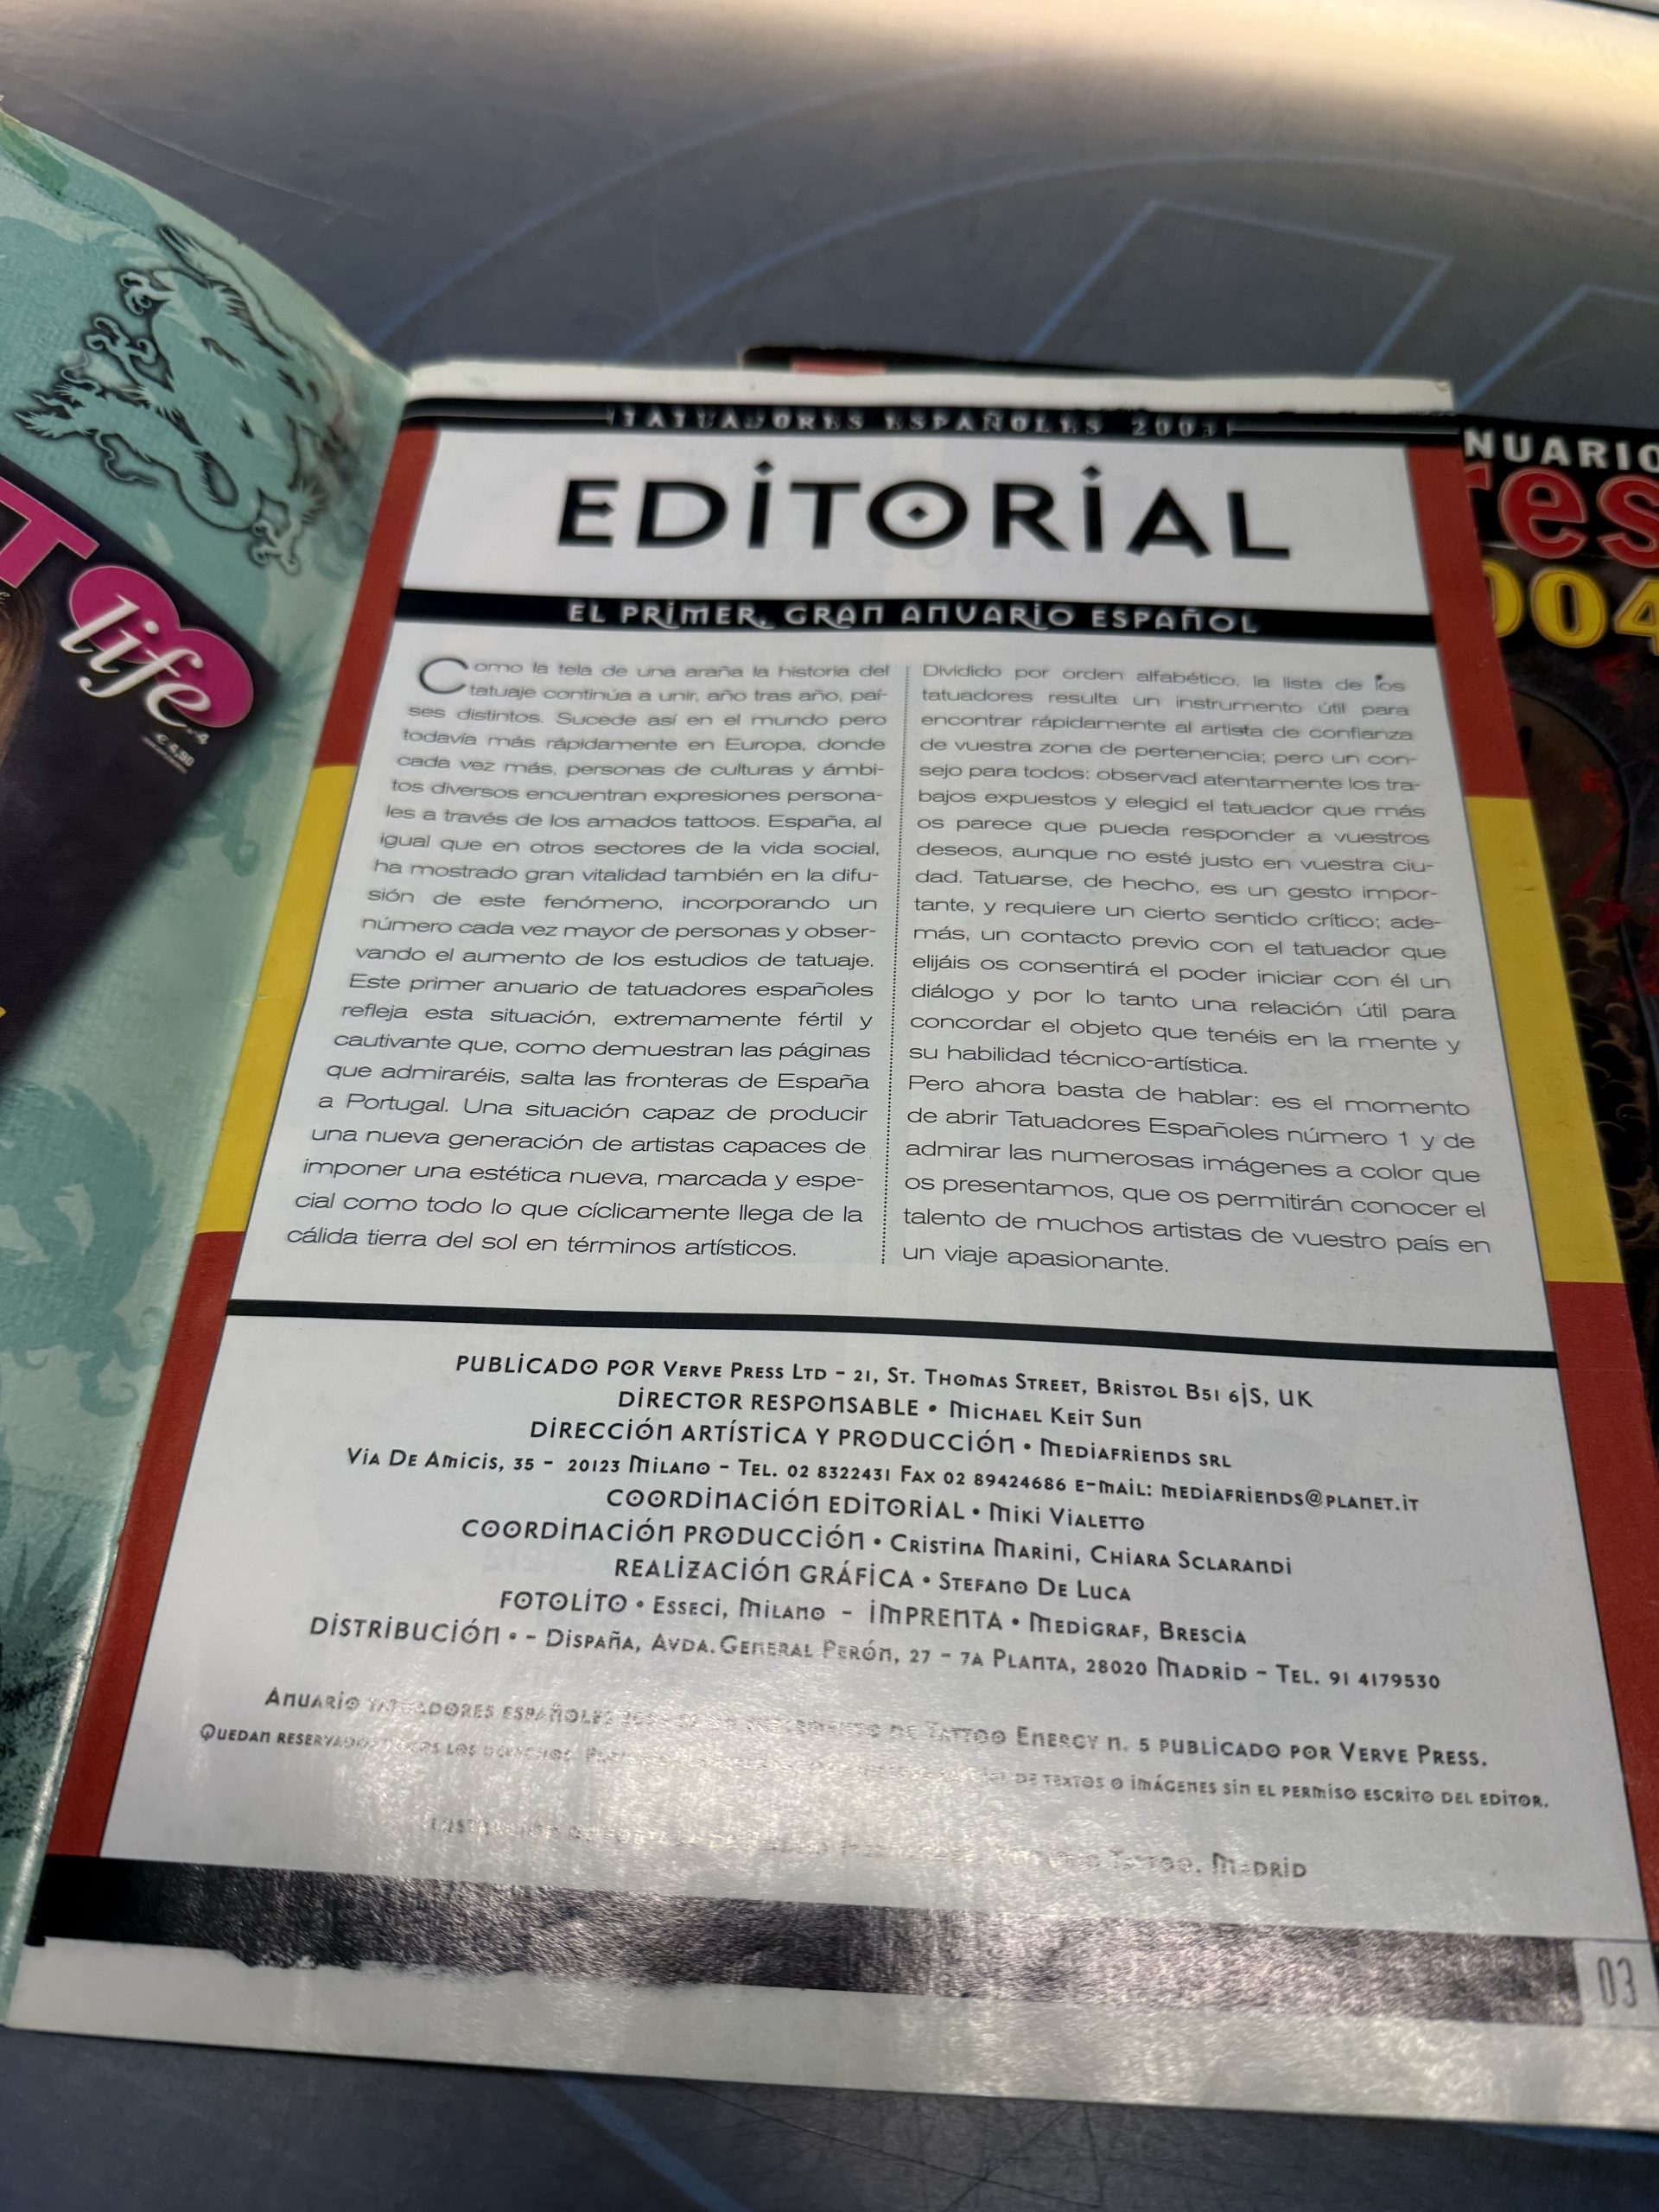 TATUADORES ESPAÑOLES
EDITORIAL
EL PRIMER, GRAN ANUARIO ESPAÑOL
Como la tela de una araña la historia del
tatuaje continúa a unir, año tras año, paí-
ses distintos. Sucede así en el mundo pero
todavía más rápidamente en Europa, donde
cada vez más, personas de culturas y ámbi-
tos diversos encuentran expresiones persona-
les a través de los amados tattoos. España, al
igual que en otros sectores de la vida social,
ha mostrado gran vitalidad también en la difu-
sión de este fenómeno, incorporando un
número cada vez mayor de personas y obser-
vando el aumento de los estudios de tatuaje.
Este primer anuario de tatuadores españoles
refleja esta situación, extremamente fértil y
cautivante que, como demuestran las páginas
que admiraréis, salta las fronteras de España
a Portugal. Una situación capaz de producir
una nueva generación de artistas capaces de
imponer una estética nueva, marcada y espe-
cial como todo lo que cíclicamente llega de la
cálida tierra del sol en términos artísticos.
Dividido por orden alfabético, la lista de los
tatuadores resulta un instrumento útil para
encontrar rápidamente al artista de confianza
de vuestra zona de pertenencia; pero un con-
sejo para todos: observad atentamente los tra-
bajos expuestos y elegid el tatuador que más
os parece que pueda responder a vuestros
deseos, aunque no esté justo en vuestra ciu-
dad. Tatuarse, de hecho, es un gesto impor-
tante, y requiere un cierto sentido crítico; ade-
más, un contacto previo con el tatuador que
elijáis os consentirá el poder iniciar con él un
diálogo y por lo tanto una relación útil para
concordar el objeto que tenéis en la mente y
su habilidad técnico-artística.
Pero ahora basta de hablar: es el momento
de abrir Tatuadores Españoles número 1 y de
admirar las numerosas imágenes a color que
os presentamos, que os permitirán conocer el
talento de muchos artistas de vuestro país en
un viaje apasionante.
PUBLICADO POR VERVE PRESS LTD - 21, ST. THOMAS STREET, BRISTOL BS1 6JS, UK
DIRECTOR RESPONSABLE • MICHAEL KEIT SUN
DIRECCIÓN ARTÍSTICA Y PRODUCCIÓN • MEDIAFRIENDS SRL
VIA DE AMICIS, 35 - 20123 MILANO - TEL. 02 8322431 FAX 02 89424686 E-MAIL: MEDIAFRIENDS@PLANET.IT
COORDINACIÓN EDITORIAL • MIKI VIALETTO
COORDINACIÓN PRODUCCIÓN • CRISTINA MARINI, CHIARA SCLARANDI
REALIZACIÓN GRÁFICA • STEFANO DE LUCA
FOTOLITO • ESSECI, MILANO - IMPRENTA • MEDIGRAF, BRESCIA
DISTRIBUCIÓN • - DISPAÑA, AVDA. GENERAL PERÓN, 27 - 7A PLANTA, 28020 MADRID - TEL. 91 4179530
ANUARIO TATUADORES ESPAÑOLES DE TATTOO ENERGY N. 5 PUBLICADO POR VERVE PRESS.
QUEDAN RESERVADOS TODOS LOS DERECHOS. DE TEXTOS O IMÁGENES SIN EL PERMISO ESCRITO DEL EDITOR.
TATTOO, MADRID
03
T
life
N. 4
€ 4,80
NUARIO
res
004